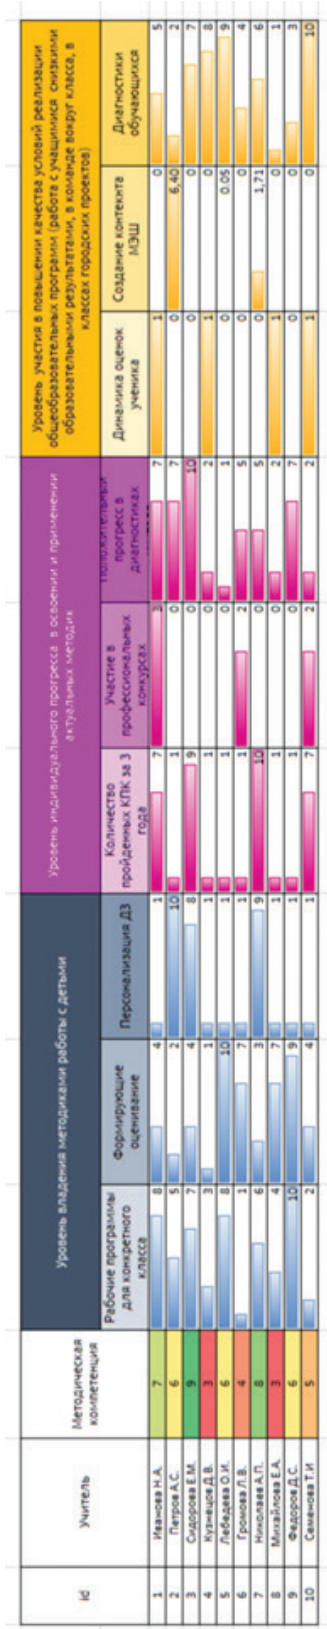 id
Учитель
Методическая
компетенция
Уровень владения методиками работы с детьми
Уровень индивидуального прогресса в освоении и применении
актуальных методик
Уровень участия в повышении качества условий реализации
общеобразовательных программ (работа с учащимися низкими
образовательными результатами, в команде вокруг класса, в
классах городских проектов)
Рабочие программы
для конкретного
класса
Формирующие
оценивание
Персонализация ДЗ
Количество
пройденных КПК за 3
года
Участие в
профессиональных
конкурсах
Положительный
прогресс в
диагностиках
Динамика оценок
ученика
Создание контекнта
МЭШ
Диагностики
обучающихся
1 Иванова Н.А. 7 8 4 1 7 3 7 1 0 5
2 Петров А.С. 6 5 2 10 1 0 7 0 6,40 2
3 Сидорова Е.М. 9 7 4 8 9 0 10 0 0 7
4 Кузнецов Д.В. 3 3 1 1 1 0 2 1 0 8
5 Лебедева О.И. 6 8 10 1 1 0 1 0 0.05 9
6 Громова Л.В. 4 1 7 1 1 2 5 0 0 4
7 Николаев А.П. 8 6 3 9 10 0 5 0 1,71 6
8 Михайлова Е.А. 3 4 7 1 1 0 2 1 0 1
9 Федоров Д.С. 6 10 9 1 1 0 7 0 0 3
10 Семенова Т.И 5 2 4 1 7 2 2 1 0 10